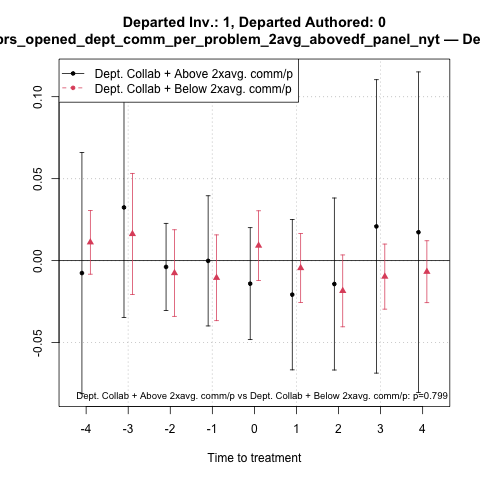 Departed Inv.: 1, Departed Authored: 0
prs_opened_dept_comm_per_problem_2avg_abovedf_panel_nyt — De
Dept. Collab + Above 2xavg. comm/p
Dept. Collab + Below 2xavg. comm/p
0.10
0.05
0.00
-0.05
Dept. Collab + Above 2xavg. comm/p vs Dept. Collab + Below 2xavg. comm/p: p=0.799
-4 -3 -2 -1 0 1 2 3 4
Time to treatment